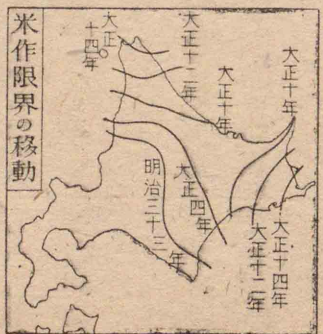 米作限界の移動
大正十年
大正十年
大正十二年
大正
十四年
大正四年
明治三十三年
大正十四年
大正十二年